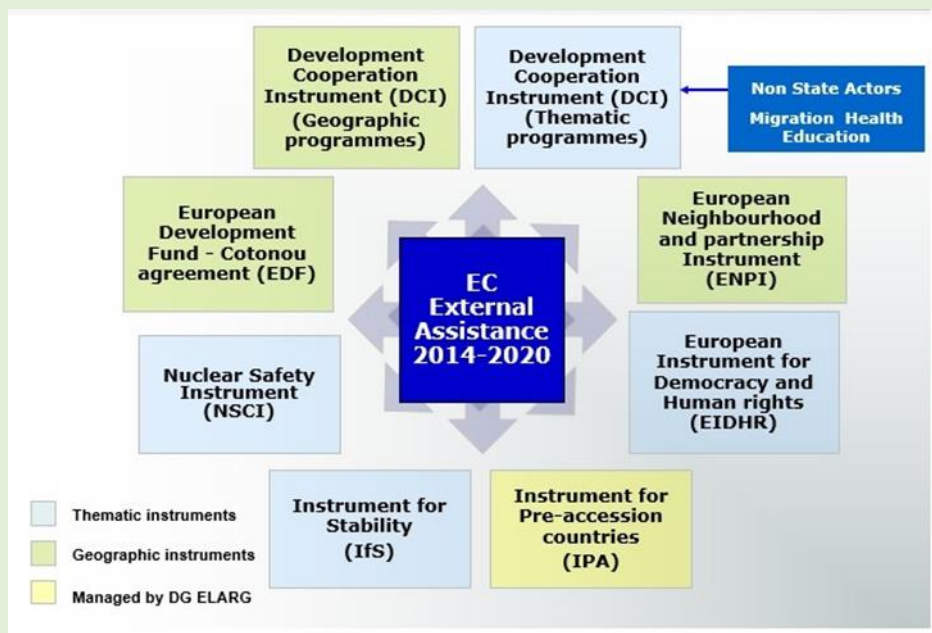 Development
Cooperation
Instrument (DCI)
(Geographic
programmes)
Development
Cooperation
Instrument (DCI)
(Thematic
programmes)
Non State Actors
Migration Health
Education
European
Development
Fund - Cotonou
agreement (EDF)
European
Neighbourhood
and partnership
Instrument
(ENPI)
EC
External
Assistance
2014-2020
Nuclear Safety
Instrument
(NSCI)
European
Instrument for
Democracy and
Human rights
(EIDHR)
Instrument for
Stability
(IfS)
Instrument for
Pre-accession
countries
(IPA)
Thematic instruments
Geographic instruments
Managed by DG ELARG